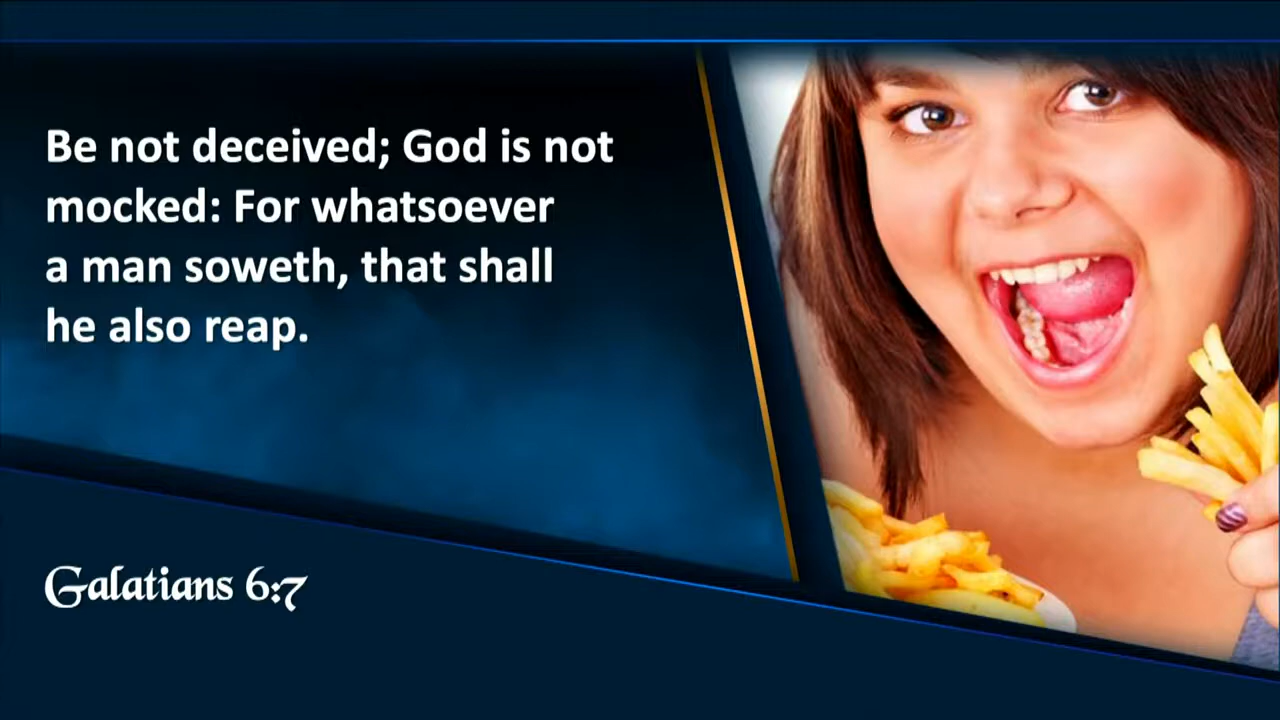 Be not deceived; God is not
mocked: For whatsoever
a man soweth, that shall
he also reap.
Galatians 6:7